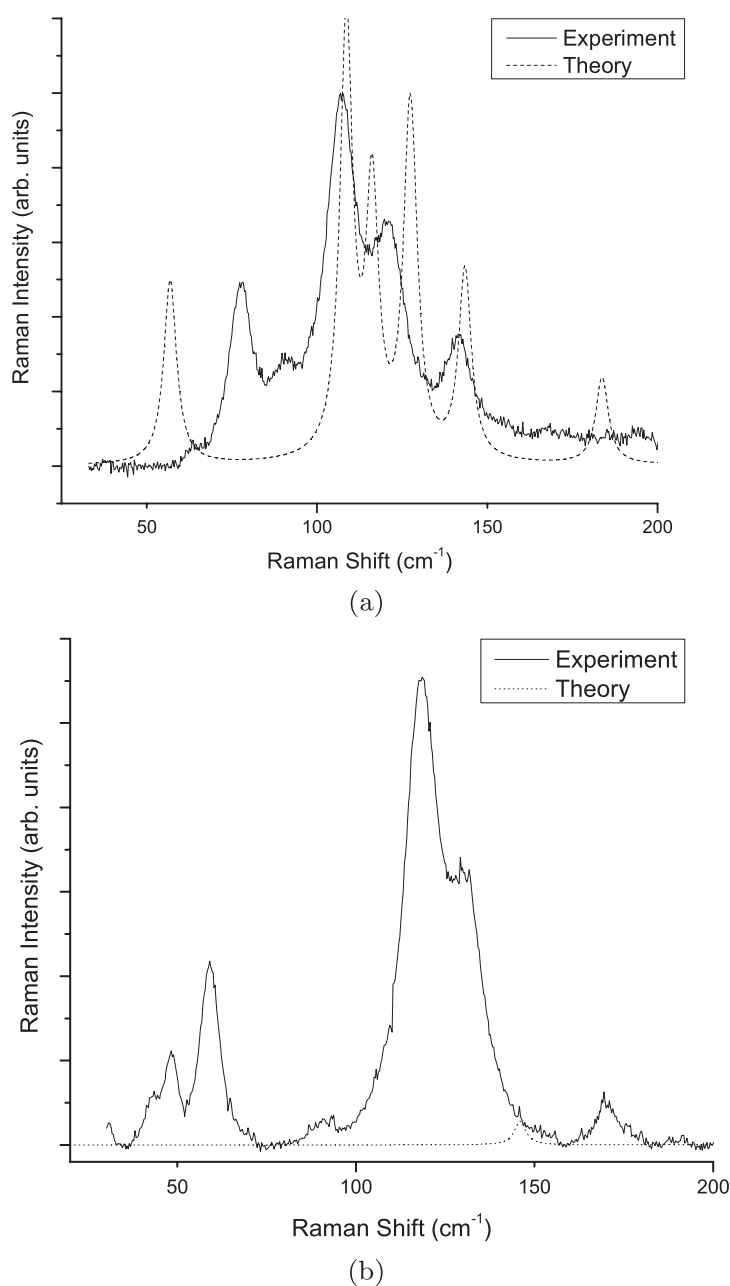 Experiment
Theory
Raman Intensity (arb. units)
50 100 150 200
Raman Shift (cm-1)
(a)
Experiment
Theory
Raman Intensity (arb. units)
50 100 150 200
Raman Shift (cm-1)
(b)